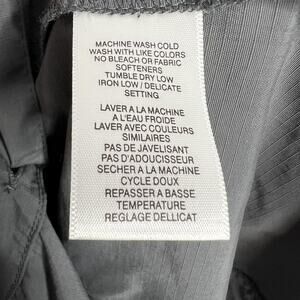 MACHINE WASH COLD
WASH WITH LIKE COLORS
NO BLEACH OR FABRIC
SOFTENERS
TUMBLE DRY LOW
IRON LOW / DELICATE
SETTING
LAVER A LA MACHINE
A L'EAU FROIDE
LAVER AVEC COULEURS
SIMILAIRES
PAS DE JAVELISANT
PAS D'ADOUCISSEUR
SECHER A LA MACHINE
CYCLE DOUX
REPASSER A BASSE
TEMPERATURE
REGLAGE DELLICAT